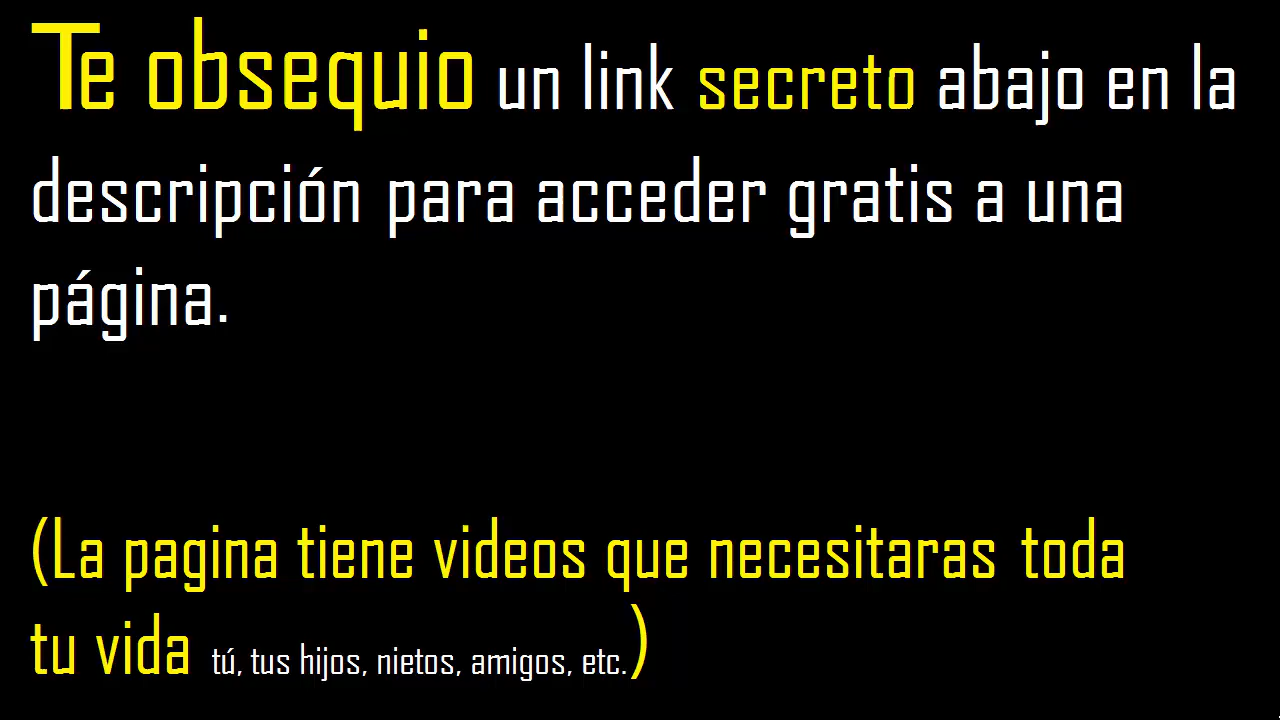 Te obsequio un link secreto abajo en la
descripción para acceder gratis a una
página.
(La pagina tiene videos que necesitaras toda
tu vida tú, tus hijos, nietos, amigos, etc.)